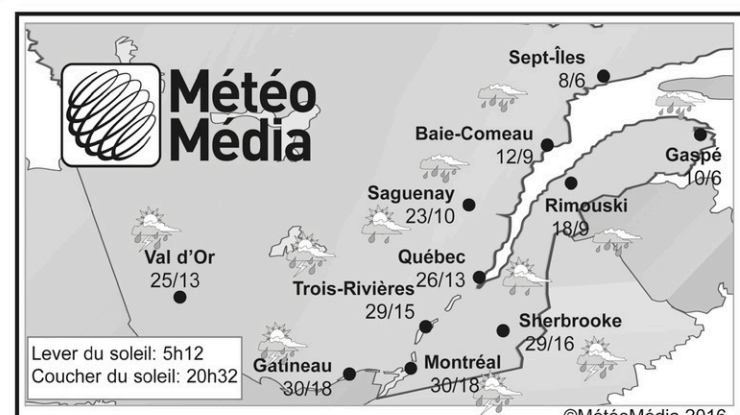 Météo
Média
Sept-Îles
8/6
Baie-Comeau
12/9
Gaspé
10/6
Saguenay
23/10
Rimouski
18/9
Val d'Or
25/13
Québec
26/13
Trois-Rivières
29/15
Sherbrooke
29/16
Lever du soleil: 5h12
Coucher du soleil: 20h32
Gatineau
30/18
Montréal
30/18
©MétéoMédia 2016